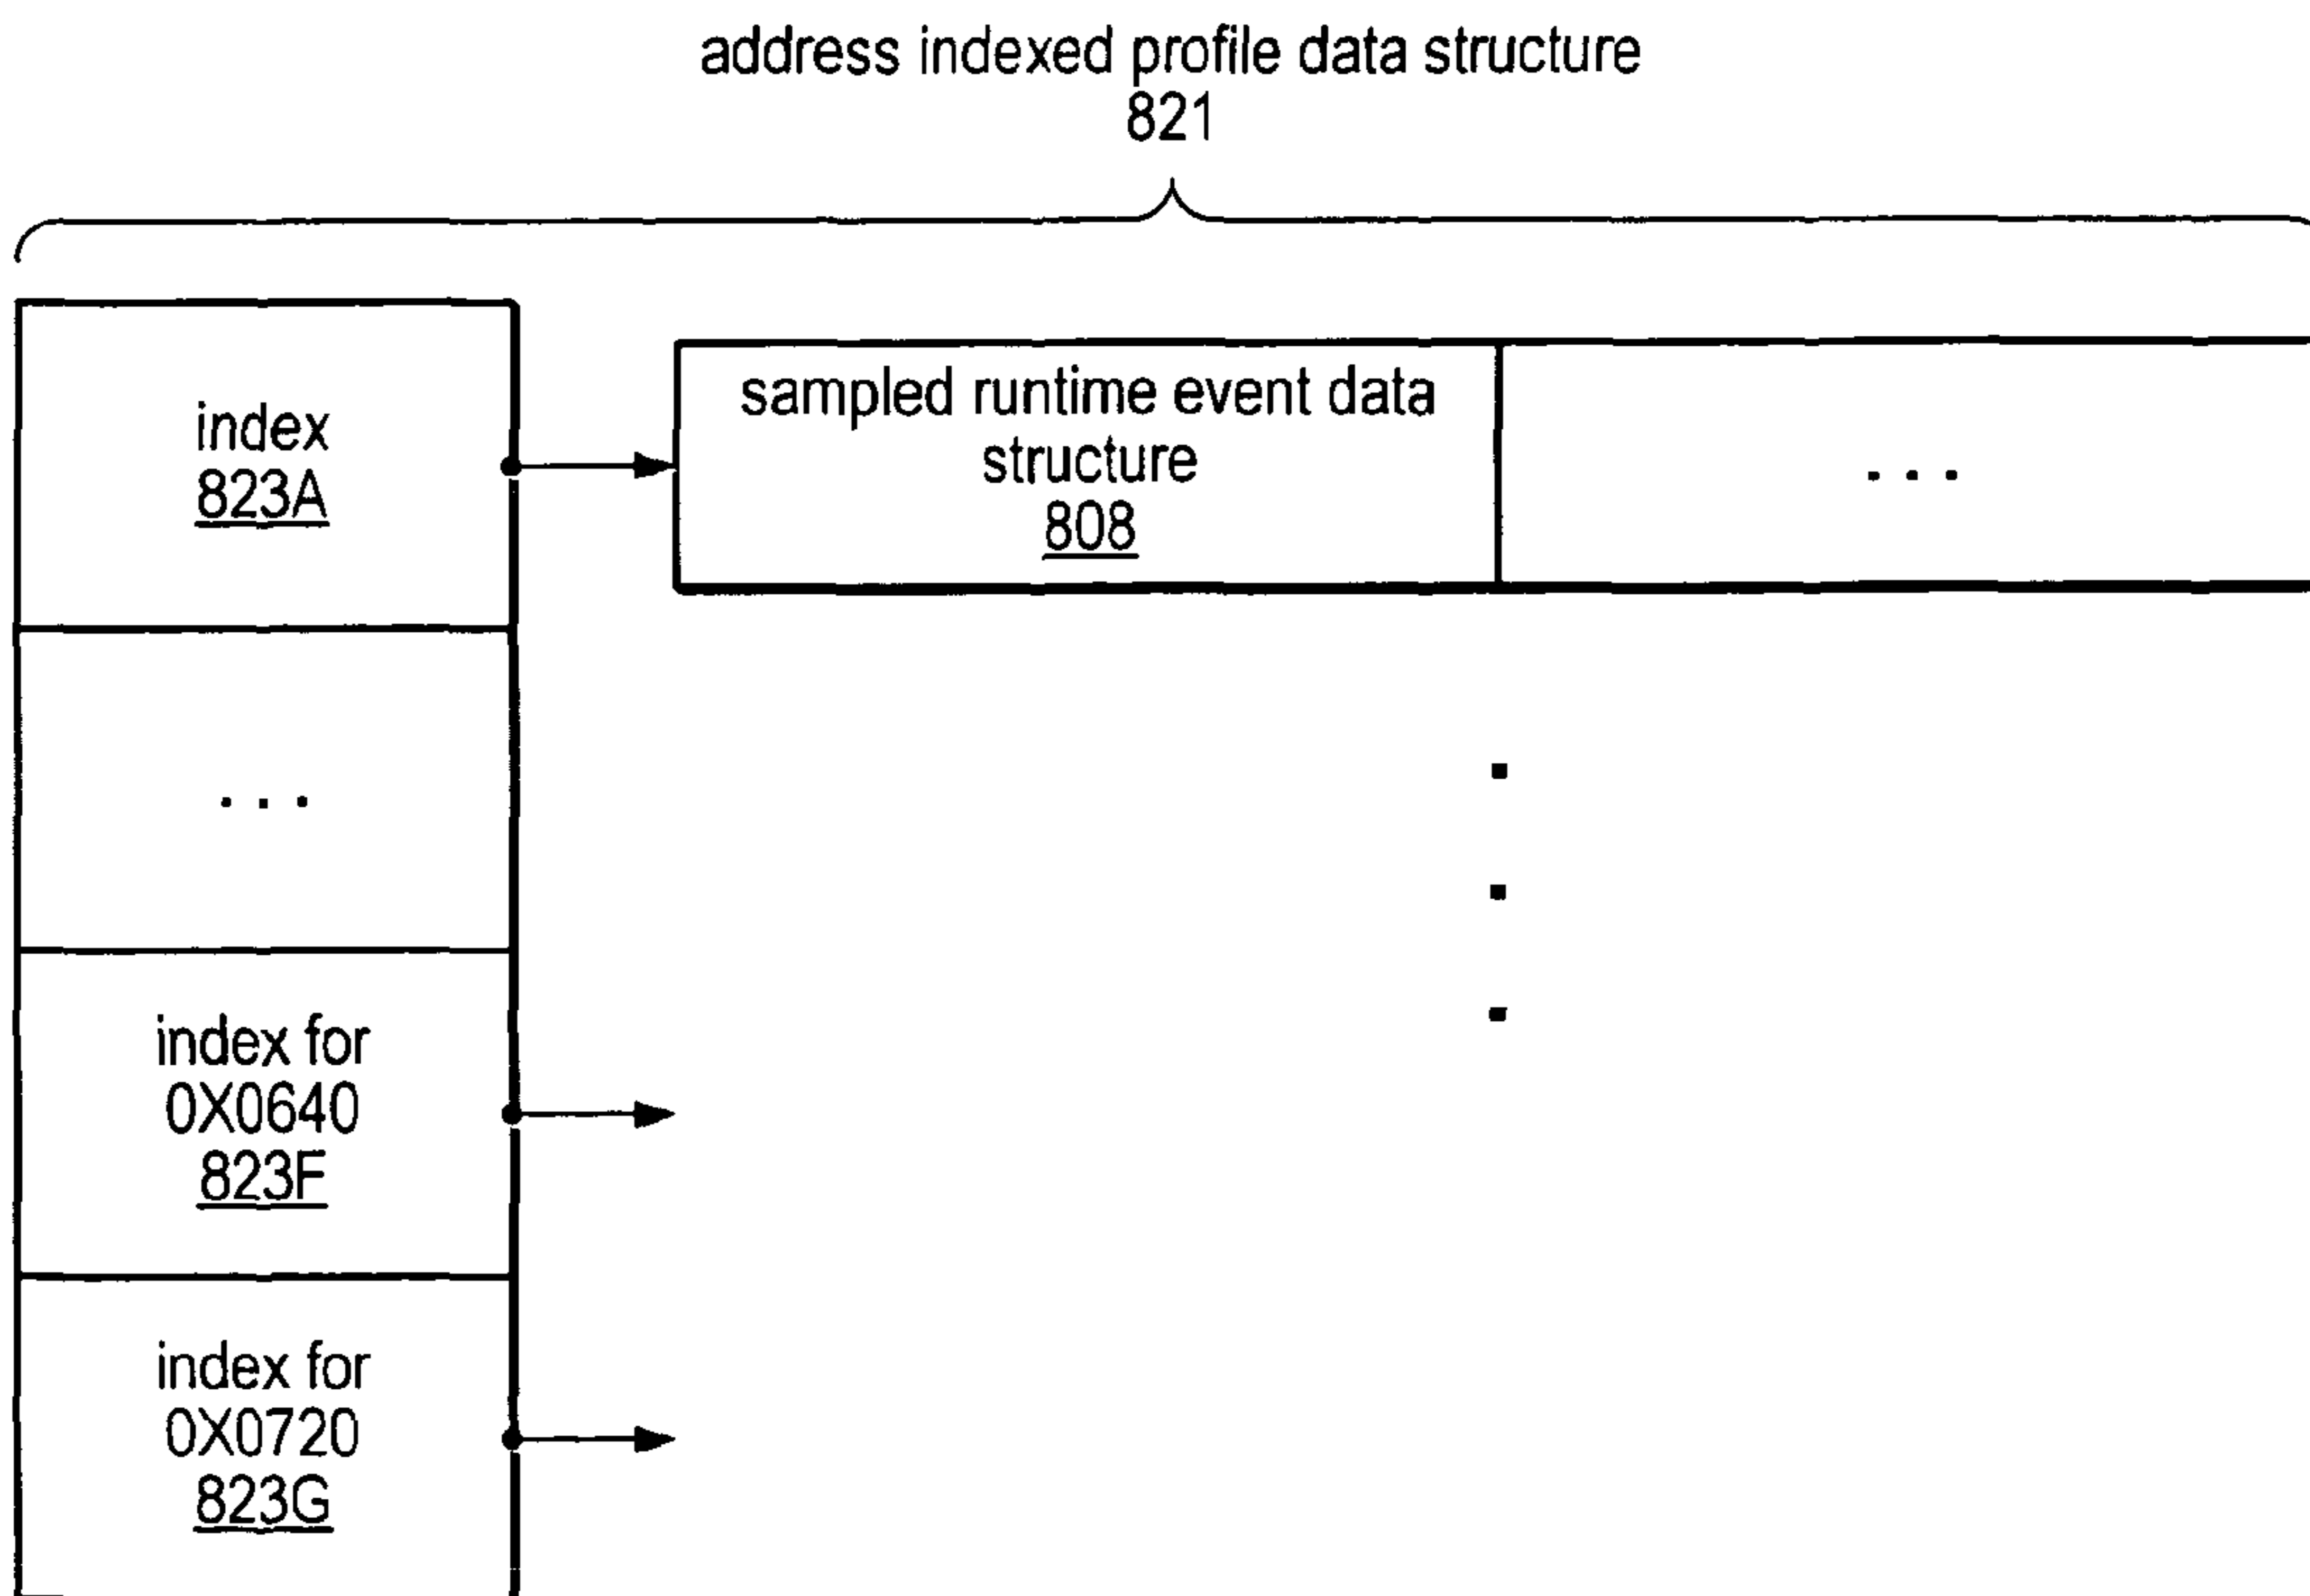 address indexed profile data structure
821
index
823A
sampled runtime event data
structure
808
. . .
. . .
index for
0X0640
823F
index for
0X0720
823G